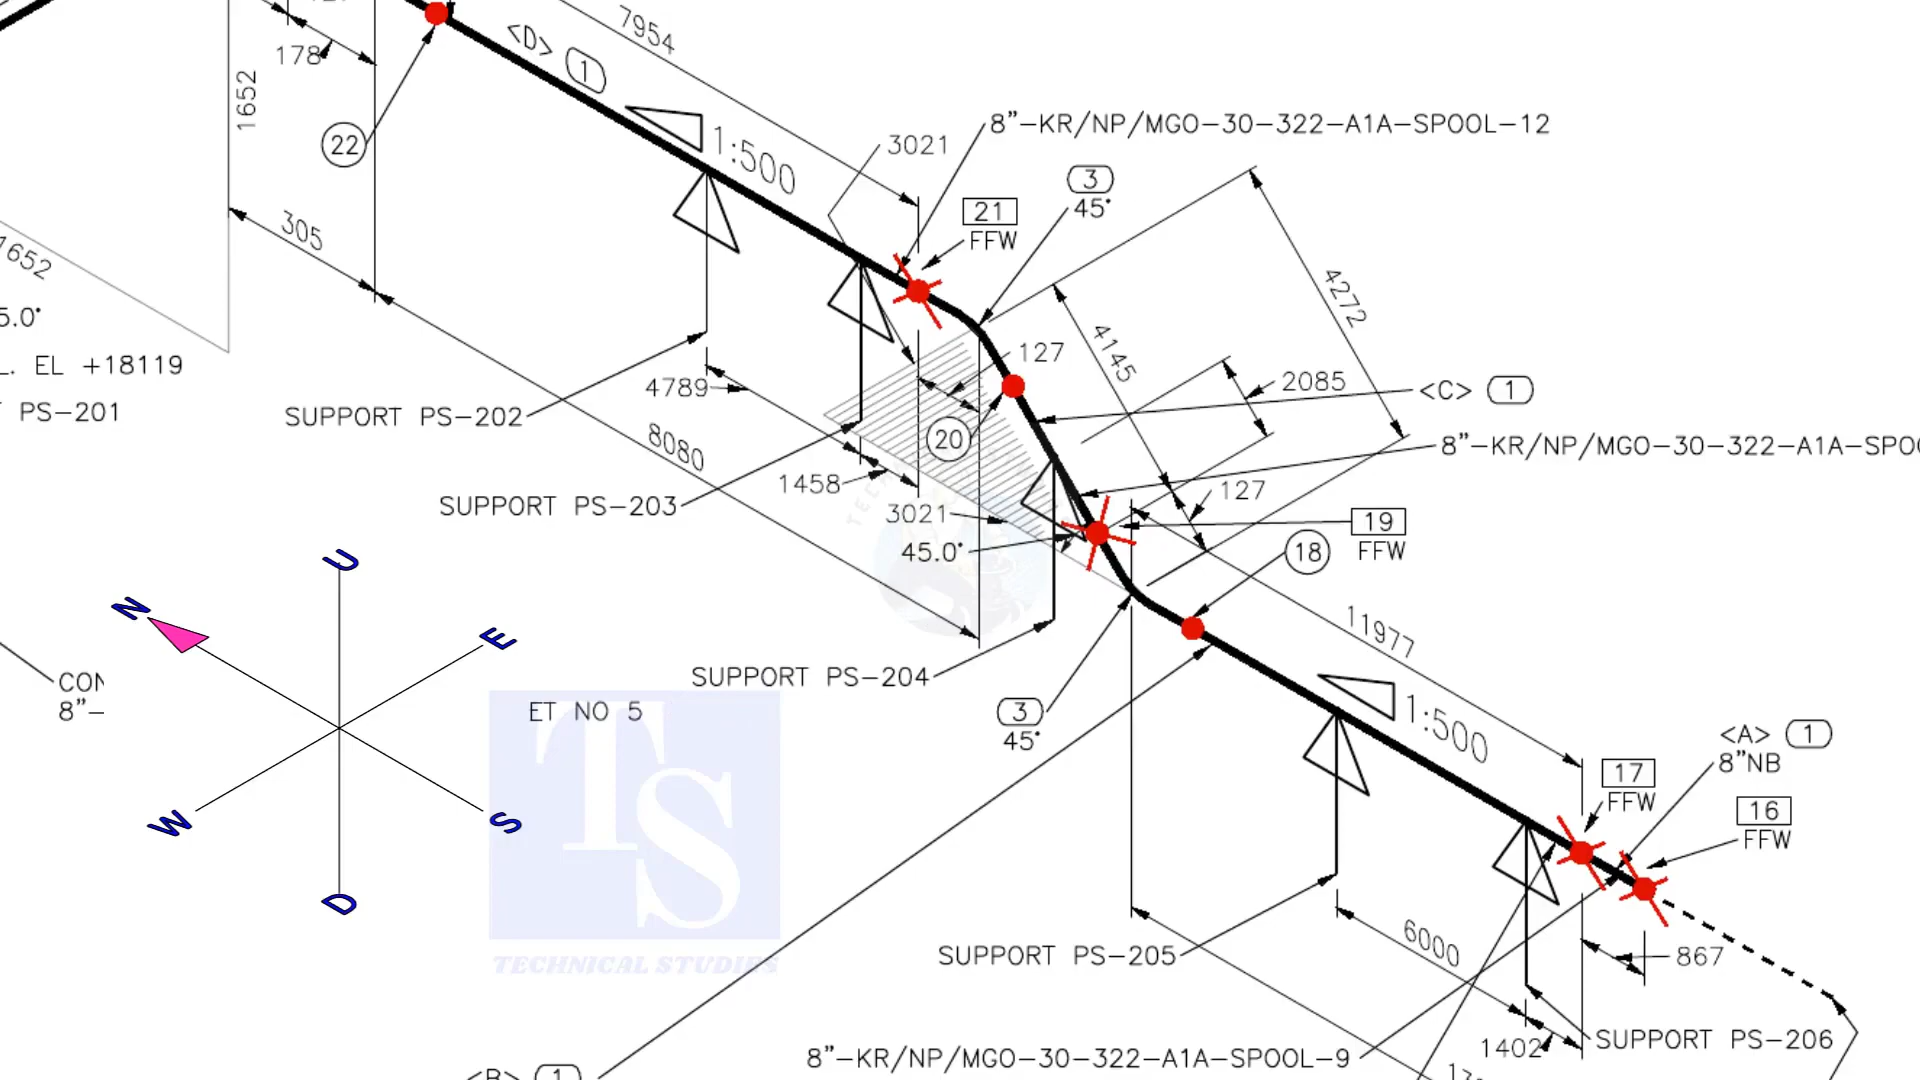 7954
<D> 1
178
1652
8"-KR/NP/MGO-30-322-A1A-SPOOL-12
3021
22
1:500
3
45°
21
FFW
305
1652
5.0°
4272
4145
127
2085
L. EL +18119
4789
<C> 1
PS-201
SUPPORT PS-202
8080
20
8"-KR/NP/MGO-30-322-A1A-SPOO
1458
127
SUPPORT PS-203
3021
19
FFW
45.0°
18
U
N
E
11977
SUPPORT PS-204
CON
8"-
ET NO 5
3
45°
1:500
<A> 1
8"NB
17
FFW
16
FFW
W
S
TS
D
6000
SUPPORT PS-205
867
TECHNICAL STUDIES
SUPPORT PS-206
1402
8"-KR/NP/MGO-30-322-A1A-SPOOL-9
<B> 1